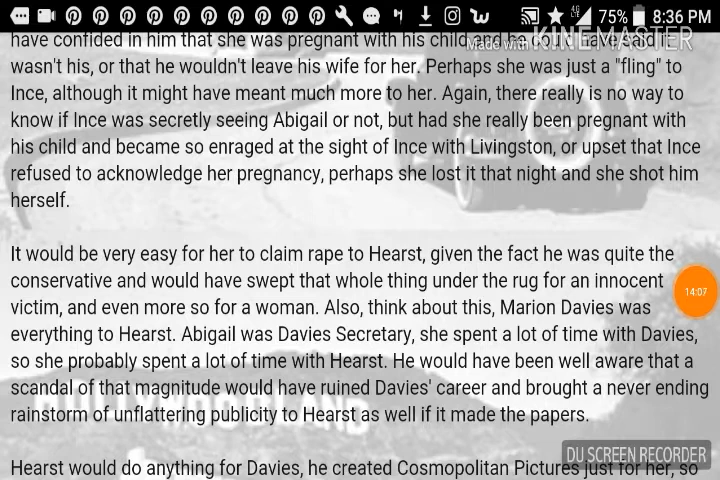 75% 8:36 PM
Made with KINEMASTER
have confided in him that she was pregnant with his child and he could have said it
wasn't his, or that he wouldn't leave his wife for her. Perhaps she was just a "fling" to
Ince, although it might have meant much more to her. Again, there really is no way to
know if Ince was secretly seeing Abigail or not, but had she really been pregnant with
his child and became so enraged at the sight of Ince with Livingston, or upset that Ince
refused to acknowledge her pregnancy, perhaps she lost it that night and she shot him
herself.
It would be very easy for her to claim rape to Hearst, given the fact he was quite the
conservative and would have swept that whole thing under the rug for an innocent
14:07
victim, and even more so for a woman. Also, think about this, Marion Davies was
everything to Hearst. Abigail was Davies Secretary, she spent a lot of time with Davies,
so she probably spent a lot of time with Hearst. He would have been well aware that a
scandal of that magnitude would have ruined Davies' career and brought a never ending
rainstorm of unflattering publicity to Hearst as well if it made the papers.
DU SCREEN RECORDER
Hearst would do anything for Davies, he created Cosmopolitan Pictures just for her, so